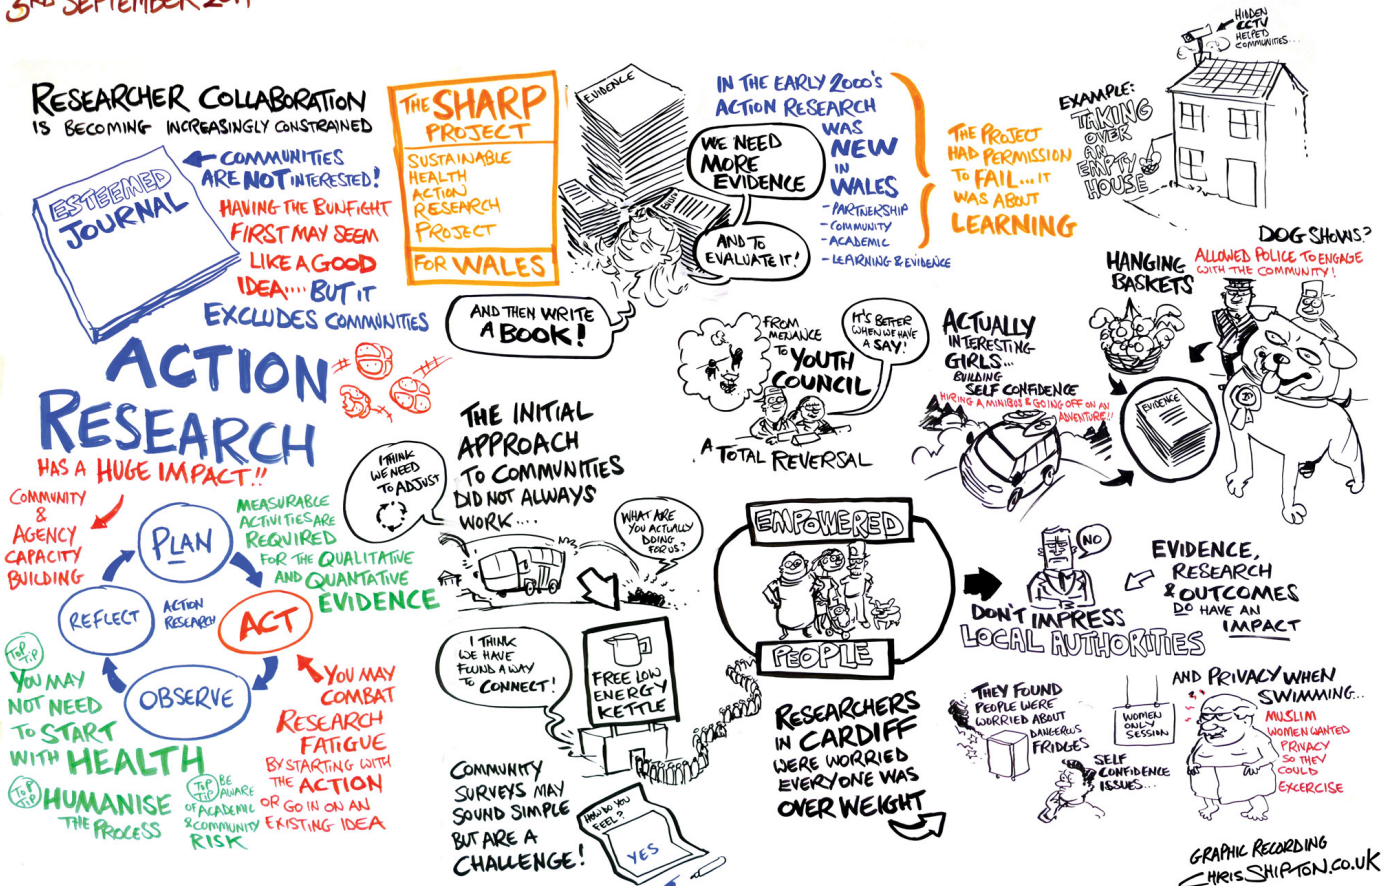 3RD SEPTEMBER 2014
RESEARCHER COLLABORATION
IS BECOMING INCREASINGLY CONSTRAINED
ESTEEMED
JOURNAL
COMMUNITIES
ARE NOT INTERESTED!
HAVING THE BUNFIGHT
FIRST MAY SEEM
LIKE A GOOD
IDEA.... BUT IT
EXCLUDES COMMUNITIES
THE SHARP
PROJECT
SUSTAINABLE
HEALTH
ACTION
RESEARCH
PROJECT
FOR WALES
EVIDENCE
WE NEED
MORE
EVIDENCE
AND TO
EVALUATE IT!
AND THEN WRITE
A BOOK!
IN THE EARLY 2000'S
ACTION RESEARCH
WAS
NEW
IN
WALES
- PARTNERSHIP
- COMMUNITY
- ACADEMIC
- LEARNING & EVIDENCE
THE PROJECT
HAD PERMISSION
TO FAIL... IT
WAS ABOUT
LEARNING
EXAMPLE:
TAKING
OVER
AN
EMPTY
HOUSE
HIDDEN
CCTV
HELPED
COMMUNITIES...
DOG SHOWS?
ALLOWED POLICE TO ENGAGE
WITH THE COMMUNITY!
HANGING
BASKETS
EVIDENCE
ACTION
RESEARCH
HAS A HUGE IMPACT!!
COMMUNITY
&
AGENCY
CAPACITY
BUILDING
PLAN
ACT
OBSERVE
REFLECT
ACTION
RESEARCH
MEASURABLE
ACTIVITIES ARE
REQUIRED
FOR THE QUALITATIVE
AND QUANTATIVE
EVIDENCE
TOP
TIP
YOU MAY
NOT NEED
TO START
WITH HEALTH
TOP
TIP
HUMANISE
THE PROCESS
TOP
TIP
BE
AWARE
OF ACADEMIC
& COMMUNITY
RISK
YOU MAY
COMBAT
RESEARCH
FATIGUE
BY STARTING WITH
THE ACTION
OR GO IN ON AN
EXISTING IDEA
THE INITIAL
APPROACH
TO COMMUNITIES
DID NOT ALWAYS
WORK....
I THINK
WE NEED
TO ADJUST
WHAT ARE
YOU ACTUALLY
DOING
FOR US?
I THINK
WE HAVE
FOUND A WAY
TO CONNECT!
FREE LOW
ENERGY
KETTLE
COMMUNITY
SURVEYS MAY
SOUND SIMPLE
BUT ARE A
CHALLENGE!
HOW DO YOU
FEEL?
YES
FROM
MENANCE
TO YOUTH
COUNCIL
IT'S BETTER
WHEN WE HAVE
A SAY!
A TOTAL REVERSAL
ACTUALLY
INTERESTING
GIRLS...
BUILDING
SELF CONFIDENCE
HIRING A MINIBUS & GOING OFF ON AN
ADVENTURE!!
EMPOWERED
PEOPLE
NO
DON'T IMPRESS
LOCAL AUTHORITIES
EVIDENCE,
RESEARCH
& OUTCOMES
DO HAVE AN
IMPACT
RESEARCHERS
IN CARDIFF
WERE WORRIED
EVERYONE WAS
OVER WEIGHT
THEY FOUND
PEOPLE WERE
WORRIED ABOUT
DANGEROUS
FRIDGES
SELF
CONFIDENCE
ISSUES...
WOMEN
ONLY
SESSION
AND PRIVACY WHEN
SWIMMING...
MUSLIM
WOMEN WANTED
PRIVACY
SO THEY
COULD
EXCERCISE
GRAPHIC RECORDING
CHRISSHIPTON.CO.UK